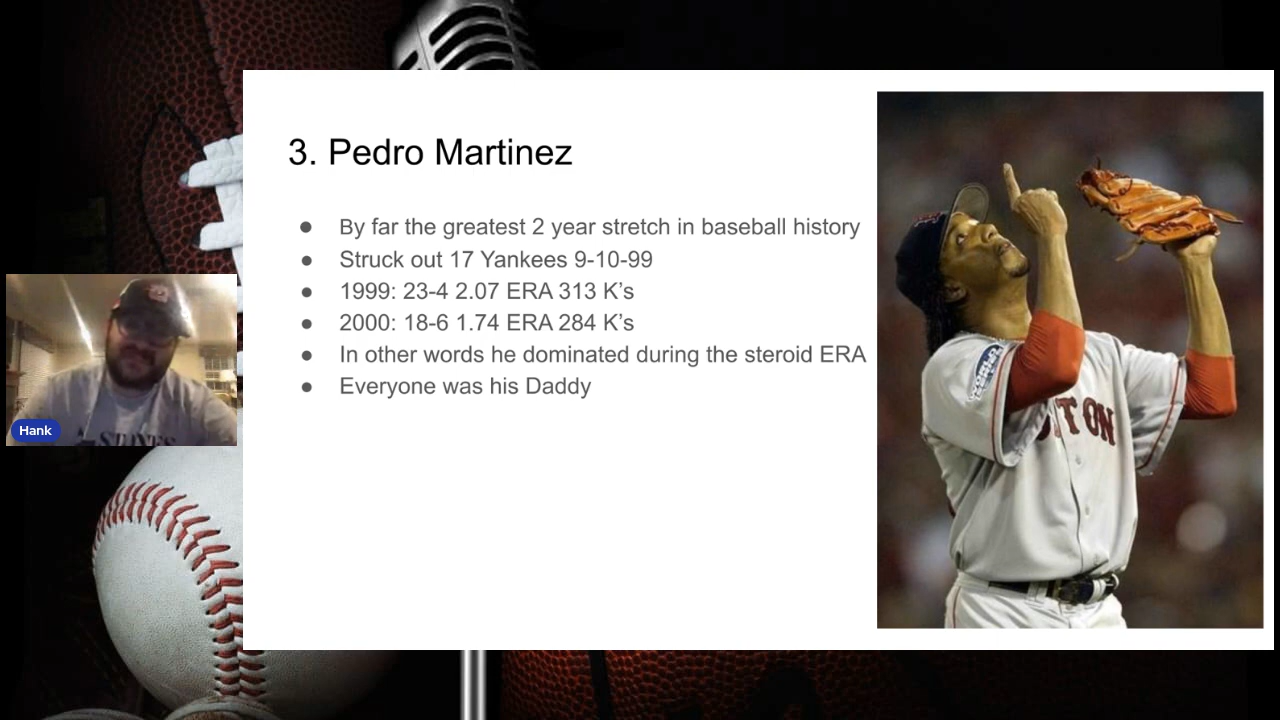 3. Pedro Martinez
● By far the greatest 2 year stretch in baseball history
● Struck out 17 Yankees 9-10-99
● 1999: 23-4 2.07 ERA 313 K’s
● 2000: 18-6 1.74 ERA 284 K’s
● In other words he dominated during the steroid ERA
● Everyone was his Daddy
Hank